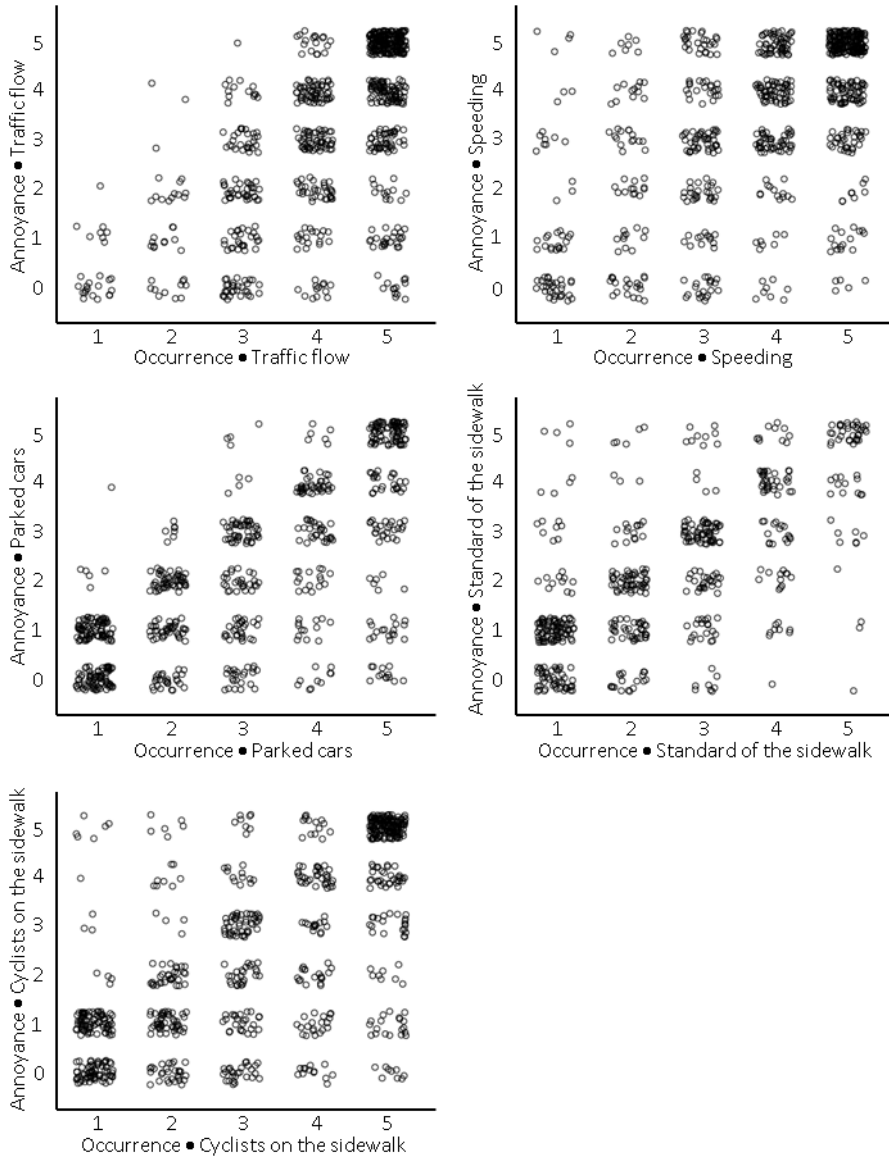 Annoyance ● Traffic flow
5
4
3
2
1
0
1 2 3 4 5
Occurrence ● Traffic flow
Annoyance ● Speeding
5
4
3
2
1
0
1 2 3 4 5
Occurrence ● Speeding
Annoyance ● Parked cars
5
4
3
2
1
0
1 2 3 4 5
Occurrence ● Parked cars
Annoyance ● Standard of the sidewalk
5
4
3
2
1
0
1 2 3 4 5
Occurrence ● Standard of the sidewalk
Annoyance ● Cyclists on the sidewalk
5
4
3
2
1
0
1 2 3 4 5
Occurrence ● Cyclists on the sidewalk